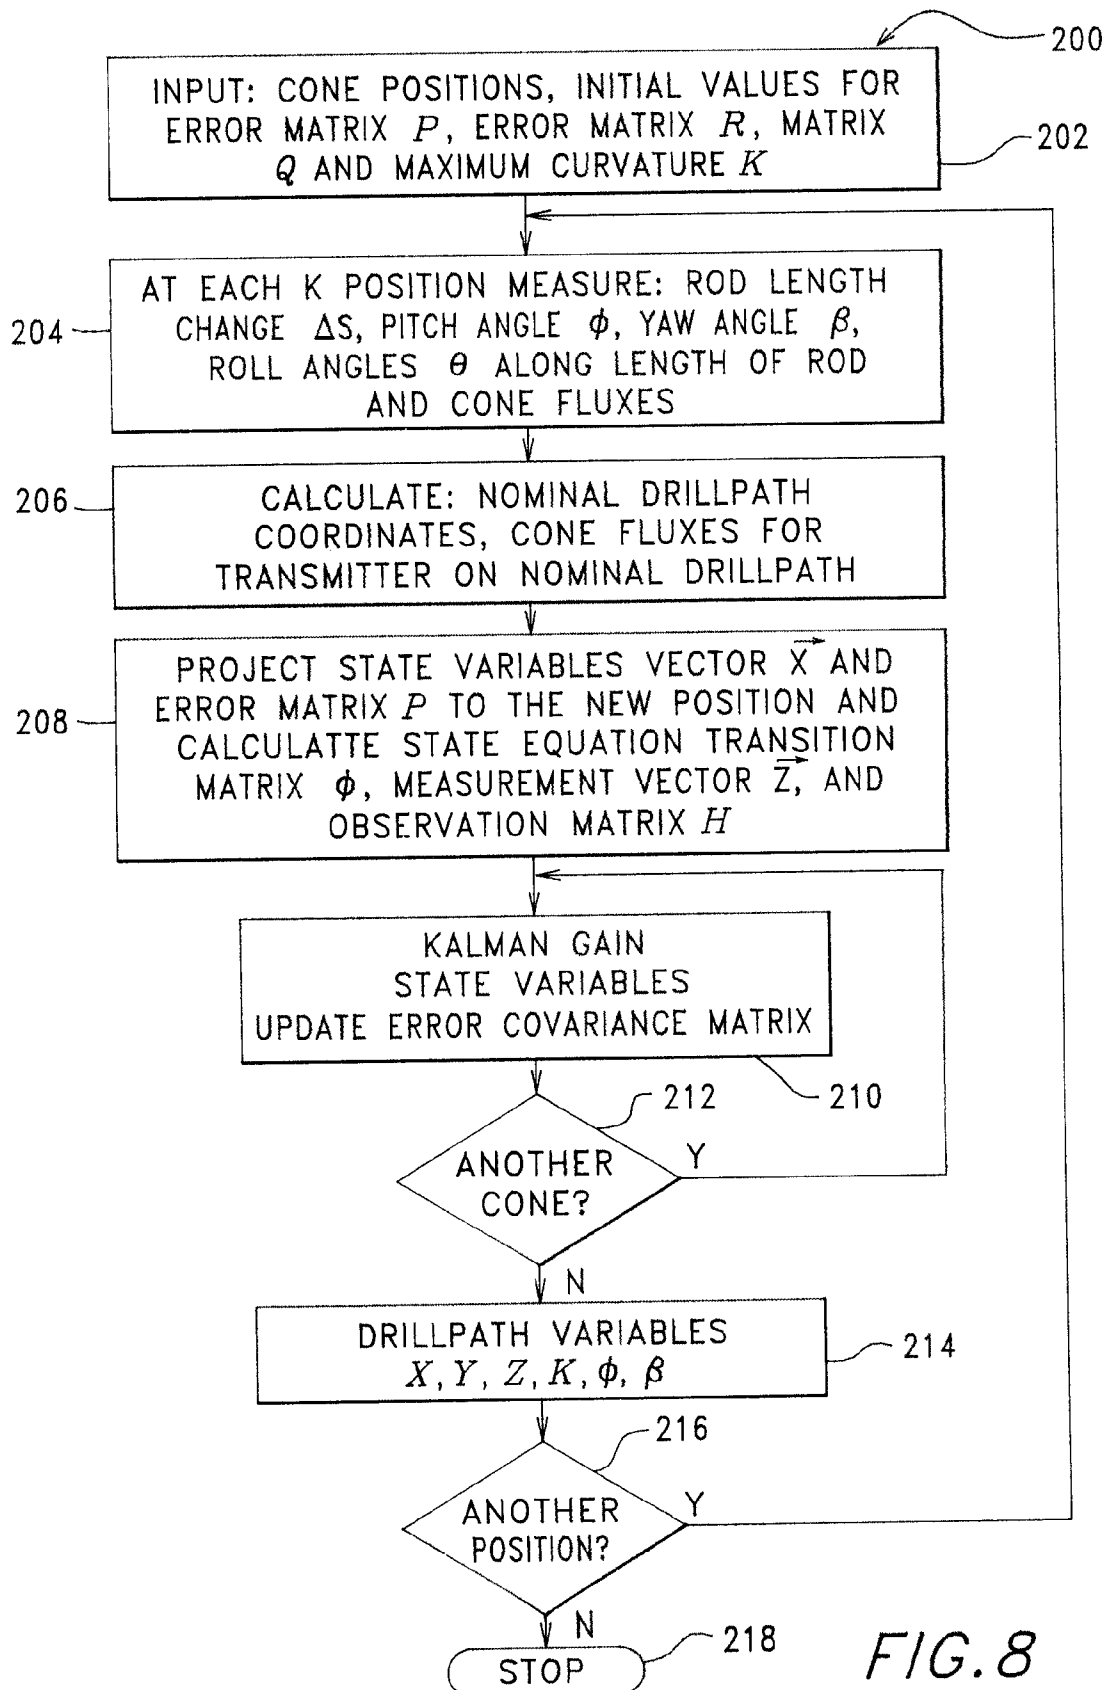 200
INPUT: CONE POSITIONS, INITIAL VALUES FOR
ERROR MATRIX P, ERROR MATRIX R, MATRIX
Q AND MAXIMUM CURVATURE K
202
AT EACH K POSITION MEASURE: ROD LENGTH
CHANGE ΔS, PITCH ANGLE ϕ, YAW ANGLE β,
ROLL ANGLES θ ALONG LENGTH OF ROD
AND CONE FLUXES
204
CALCULATE: NOMINAL DRILLPATH
COORDINATES, CONE FLUXES FOR
TRANSMITTER ON NOMINAL DRILLPATH
206
PROJECT STATE VARIABLES VECTOR X⃗ AND
ERROR MATRIX P TO THE NEW POSITION AND
CALCULATTE STATE EQUATION TRANSITION
MATRIX ϕ, MEASUREMENT VECTOR Z⃗, AND
OBSERVATION MATRIX H
208
KALMAN GAIN
STATE VARIABLES
UPDATE ERROR COVARIANCE MATRIX
210
212
ANOTHER
CONE?
Y
N
DRILLPATH VARIABLES
X, Y, Z, K, ϕ, β
214
216
ANOTHER
POSITION?
Y
N
STOP
218
FIG. 8